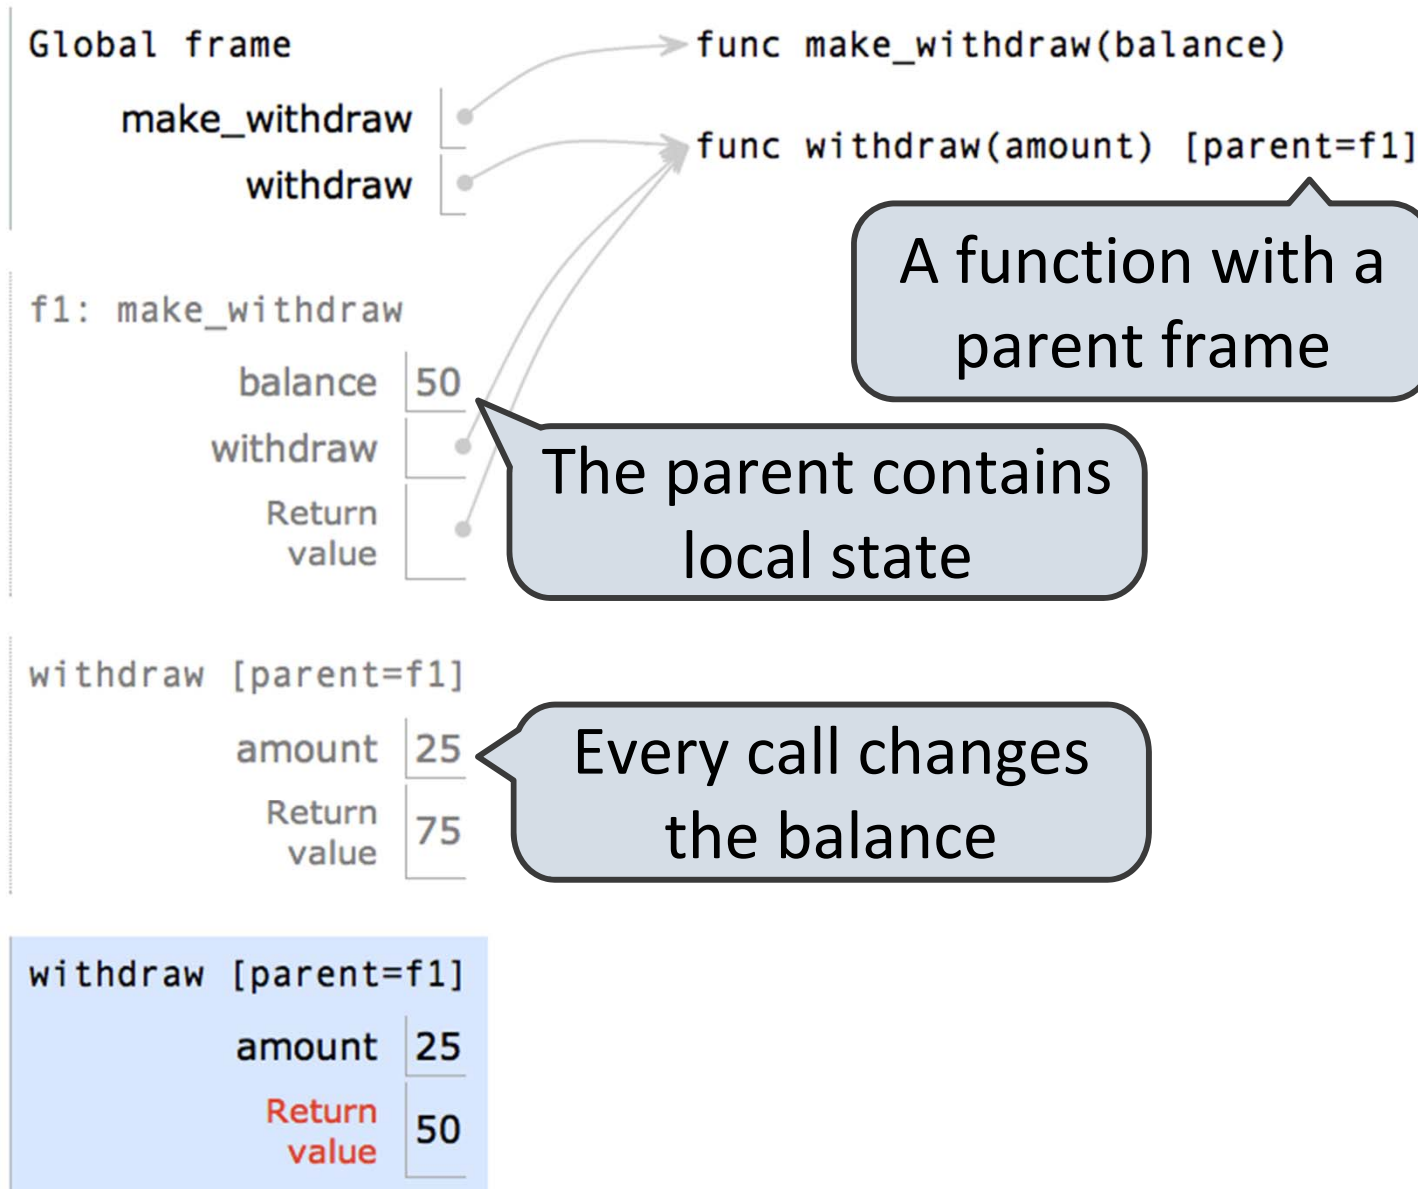 Global frame
func make_withdraw(balance)
make_withdraw
func withdraw(amount) [parent=f1]
withdraw
A function with a
parent frame
f1: make_withdraw
balance 50
withdraw
The parent contains
local state
Return
value
withdraw [parent=f1]
amount 25
Every call changes
the balance
Return
value 75
withdraw [parent=f1]
amount 25
Return
value 50